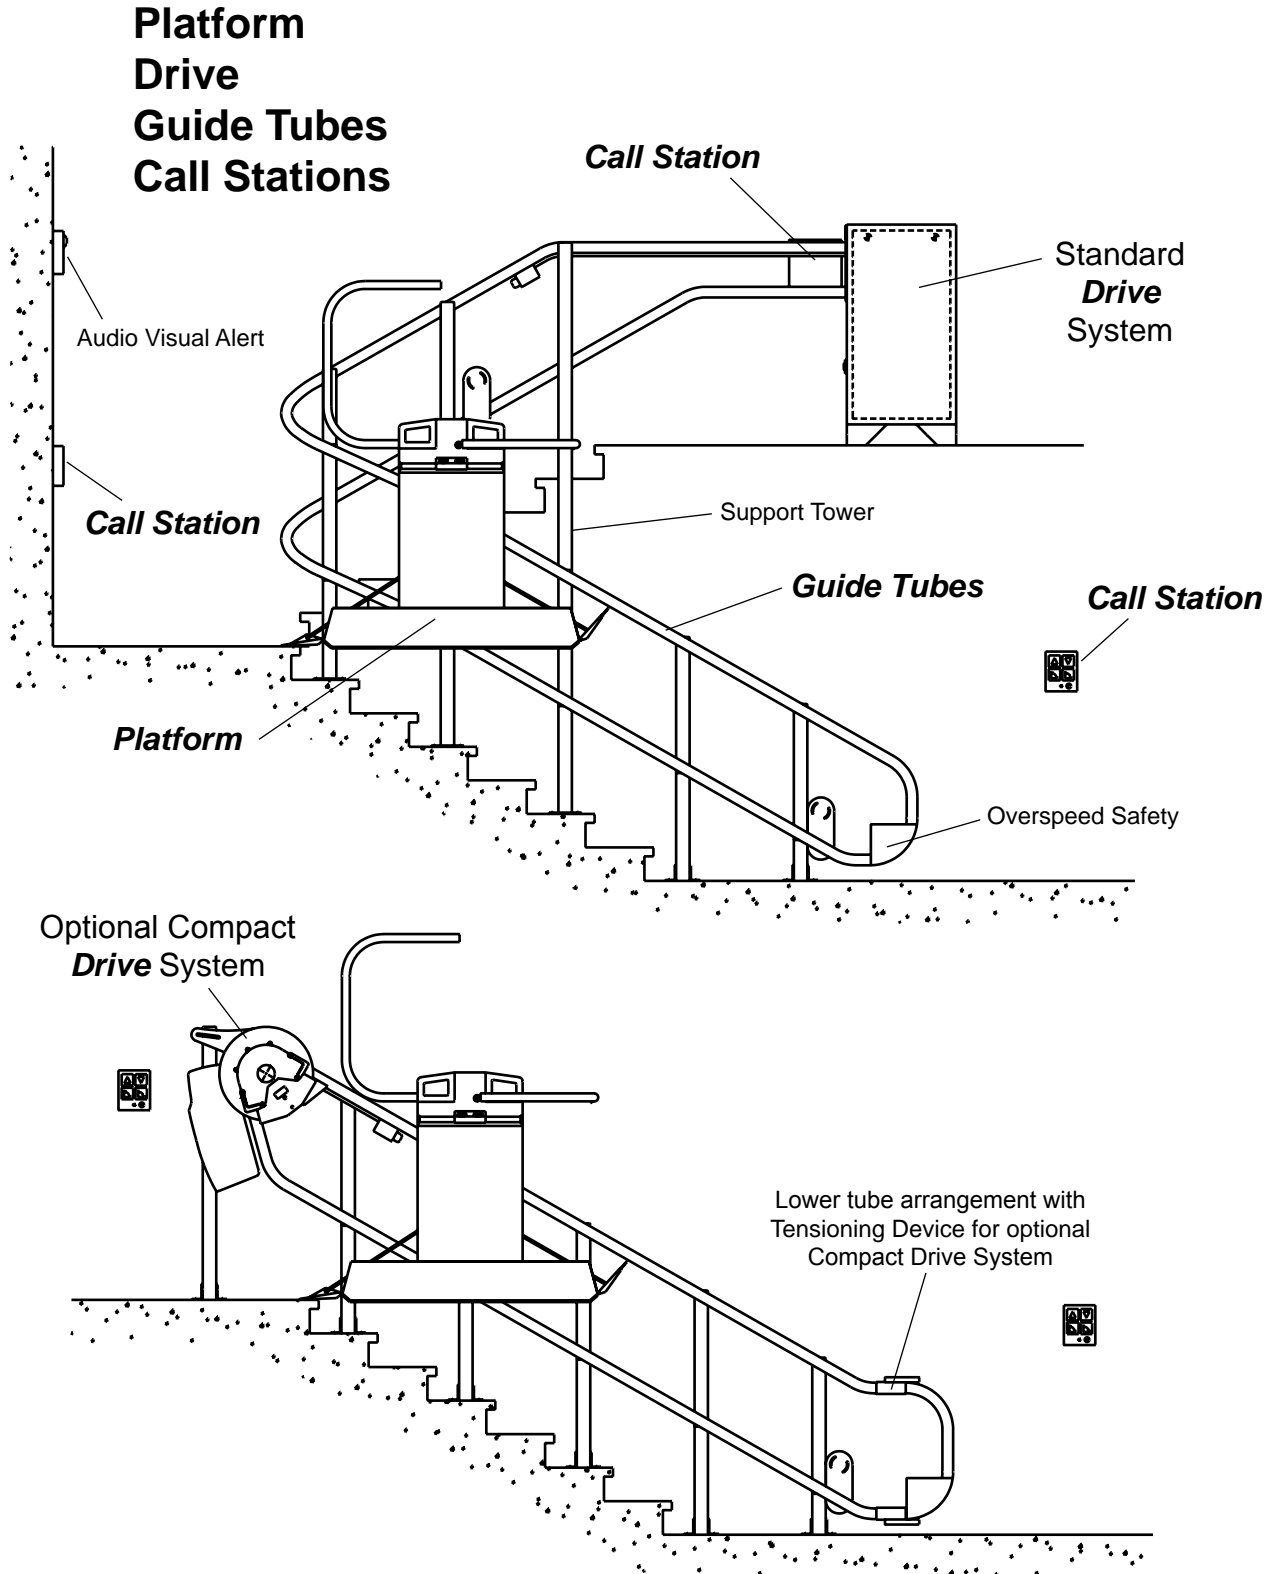 Platform
Drive
Guide Tubes
Call Stations
Call Station
Standard
Drive
System
Audio Visual Alert
Call Station
Support Tower
Guide Tubes
Call Station
Platform
Overspeed Safety
Optional Compact
Drive System
Lower tube arrangement with
Tensioning Device for optional
Compact Drive System